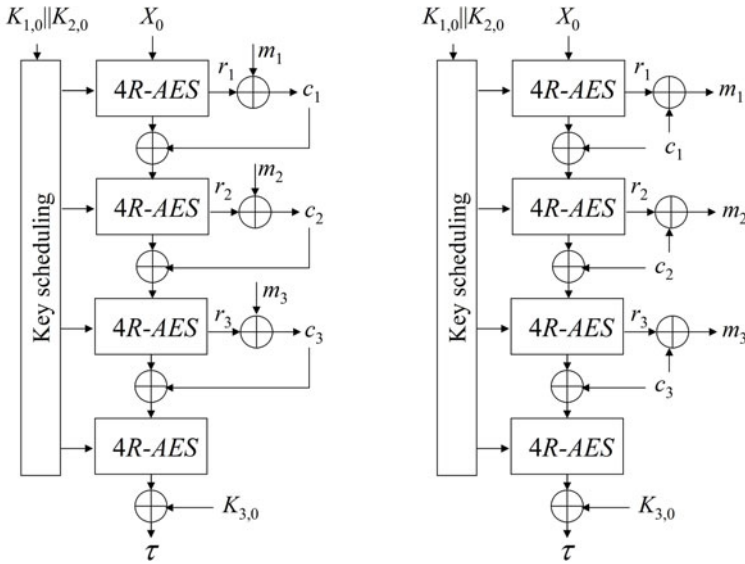 K1,0||K2,0
X0
4R-AES
r1
m1
c1
4R-AES
r2
m2
c2
4R-AES
r3
m3
c3
4R-AES
K3,0
τ
Key scheduling
K1,0||K2,0
X0
4R-AES
r1
m1
c1
4R-AES
r2
m2
c2
4R-AES
r3
m3
c3
4R-AES
K3,0
τ
Key scheduling